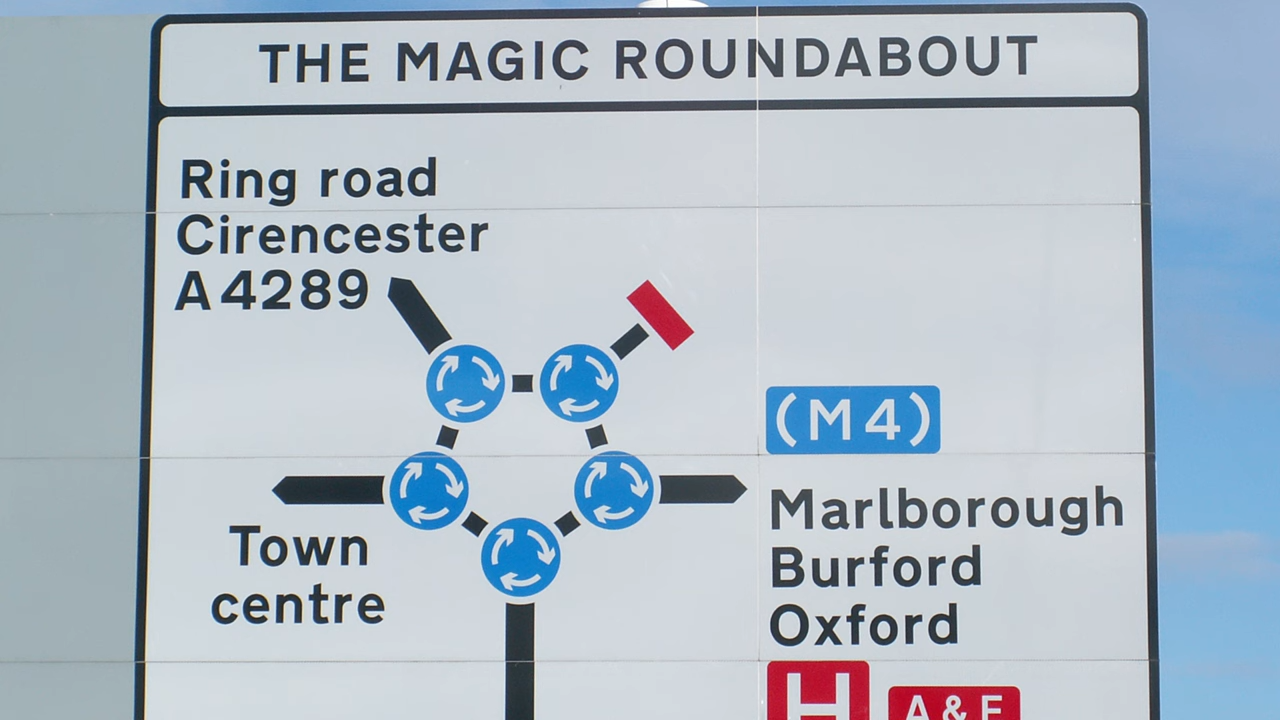 THE MAGIC ROUNDABOUT
Ring road
Cirencester
A4289
(M4)
Town
centre
Marlborough
Burford
Oxford
H A & E